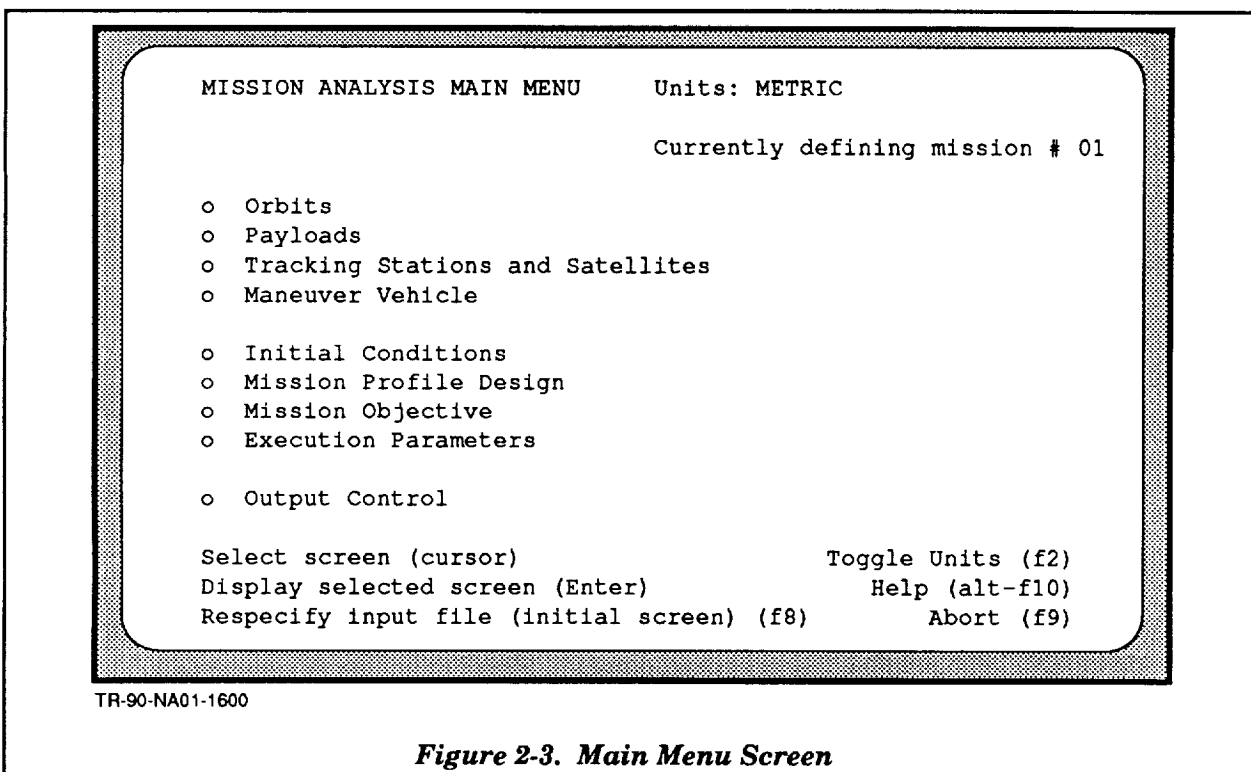 MISSION ANALYSIS MAIN MENU Units: METRIC
Currently defining mission # 01
o Orbits
o Payloads
o Tracking Stations and Satellites
o Maneuver Vehicle
o Initial Conditions
o Mission Profile Design
o Mission Objective
o Execution Parameters
o Output Control
Select screen (cursor) Toggle Units (f2)
Display selected screen (Enter) Help (alt-f10)
Respecify input file (initial screen) (f8) Abort (f9)
TR-90-NA01-1600
Figure 2-3. Main Menu Screen